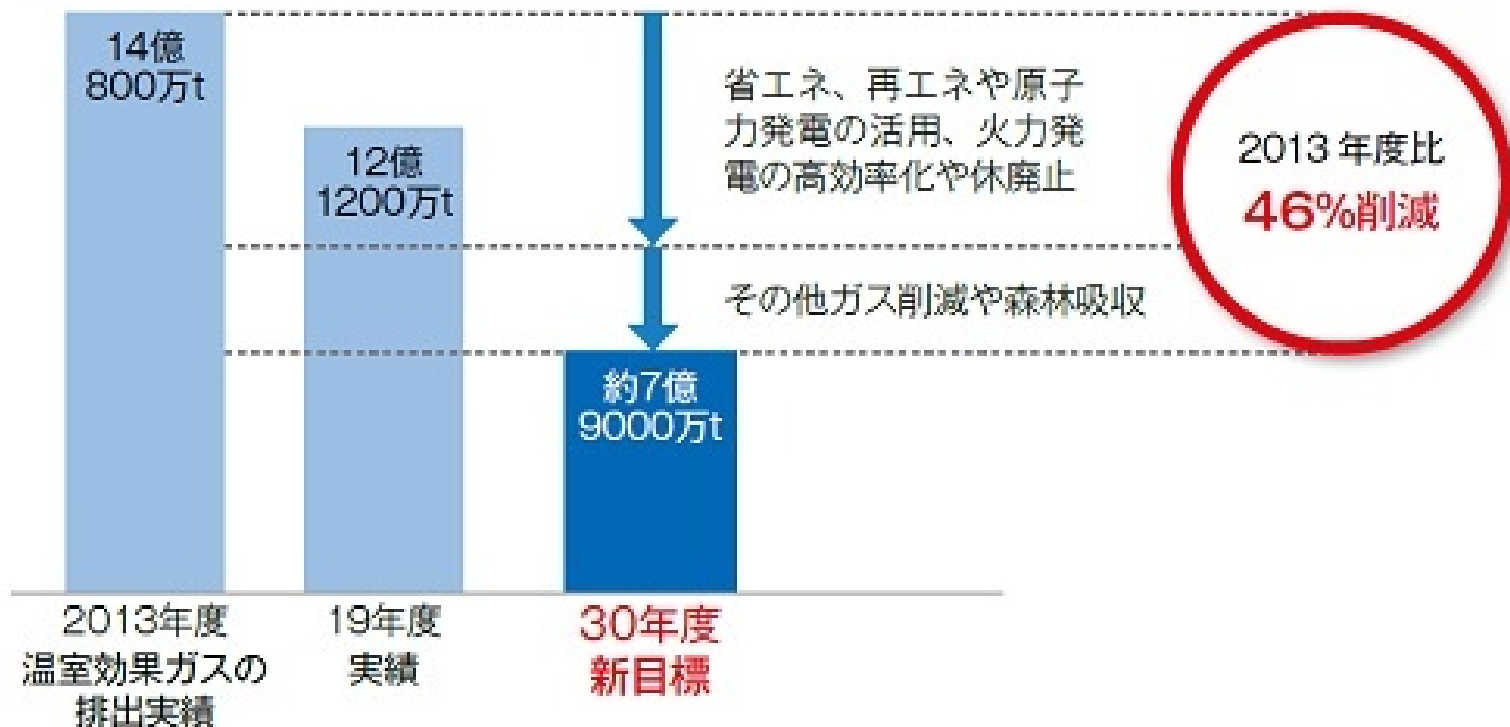 14億
800万t
12億
1200万t
約7億
9000万t
省エネ、再エネや原子
力発電の活用、火力発
電の高効率化や休廃止
その他ガス削減や森林吸収
2013年度比
46%削減
2013年度
温室効果ガスの
排出実績
19年度
実績
30年度
新目標